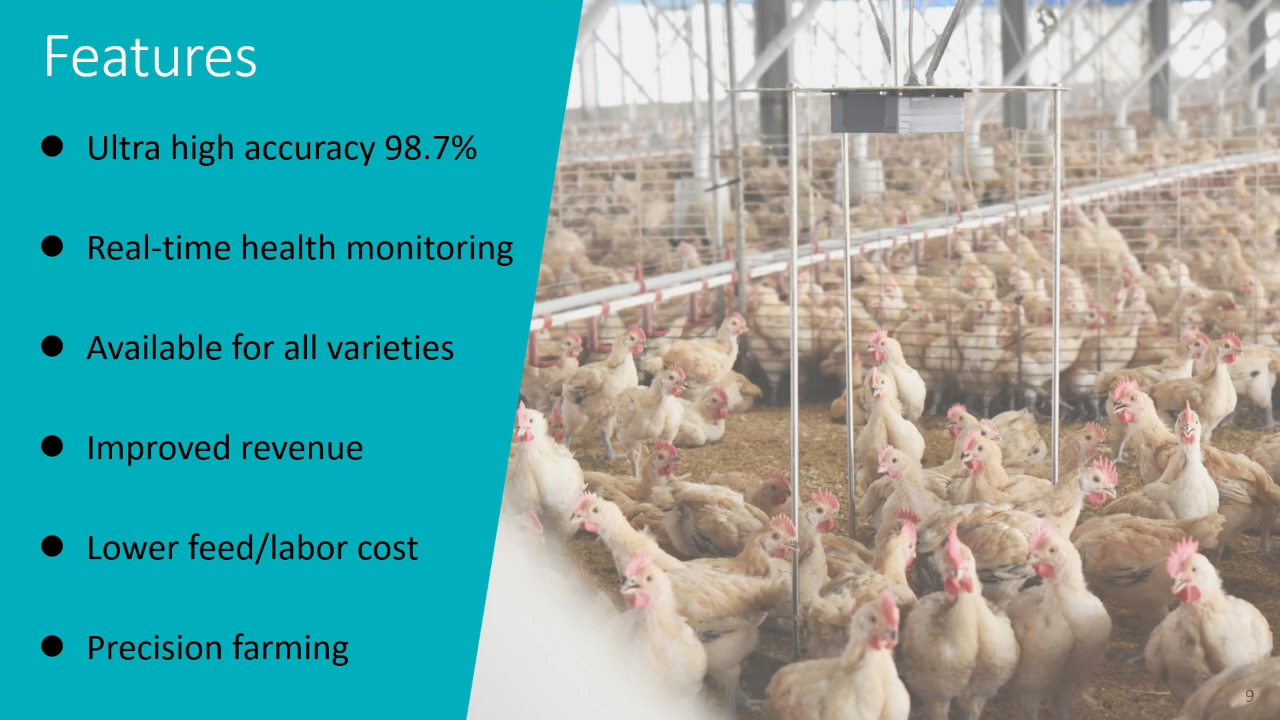 Features
● Ultra high accuracy 98.7%
● Real-time health monitoring
● Available for all varieties
● Improved revenue
● Lower feed/labor cost
● Precision farming
9